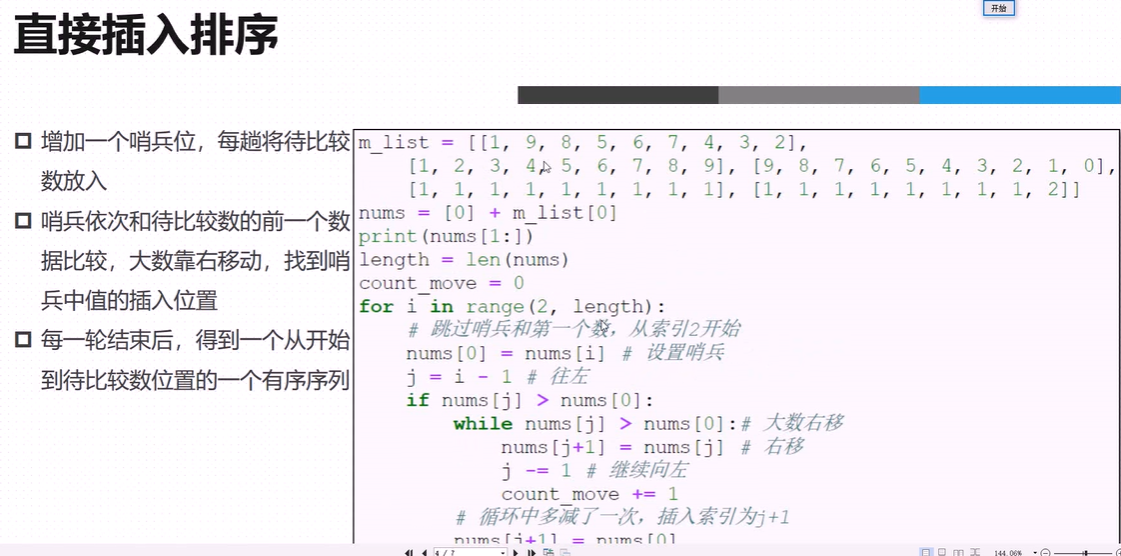 直接插入排序
开始
增加一个哨兵位，每趟将待比较
数放入
哨兵依次和待比较数的前一个数
据比较，大数靠右移动，找到哨
兵中值的插入位置
每一轮结束后，得到一个从开始
到待比较数位置的一个有序序列
m_list = [[1, 9, 8, 5, 6, 7, 4, 3, 2],
    [1, 2, 3, 4, 5, 6, 7, 8, 9], [9, 8, 7, 6, 5, 4, 3, 2, 1, 0],
    [1, 1, 1, 1, 1, 1, 1, 1, 1], [1, 1, 1, 1, 1, 1, 1, 1, 2]]
nums = [0] + m_list[0]
print(nums[1:])
length = len(nums)
count_move = 0
for i in range(2, length):
    # 跳过哨兵和第一个数，从索引2开始
    nums[0] = nums[i] # 设置哨兵
    j = i - 1 # 往左
    if nums[j] > nums[0]:
        while nums[j] > nums[0]:# 大数右移
            nums[j+1] = nums[j] # 右移
            j -= 1 # 继续向左
            count_move += 1
        # 循环中多减了一次，插入索引为j+1
        nums[j+1] = nums[0]
4 / 7
144.06%